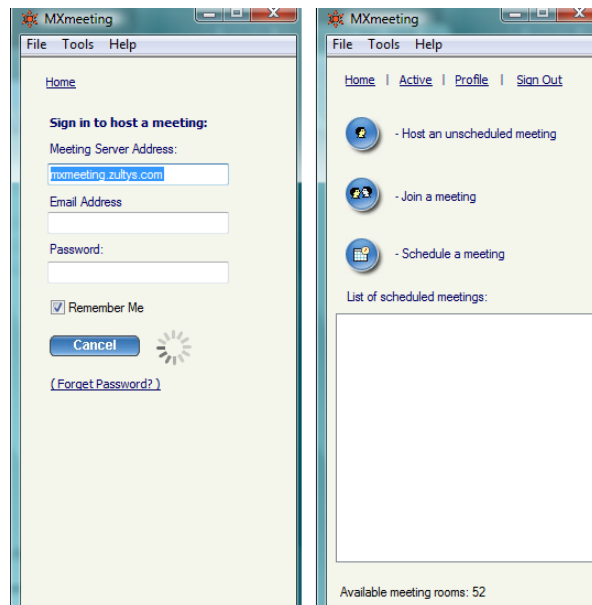 MXmeeting
File Tools Help
Home
Sign in to host a meeting:
Meeting Server Address:
mxmeeting.zultys.com
Email Address
Password:
Remember Me
Cancel
( Forget Password? )
MXmeeting
File Tools Help
Home | Active | Profile | Sign Out
- Host an unscheduled meeting
- Join a meeting
- Schedule a meeting
List of scheduled meetings:
Available meeting rooms: 52